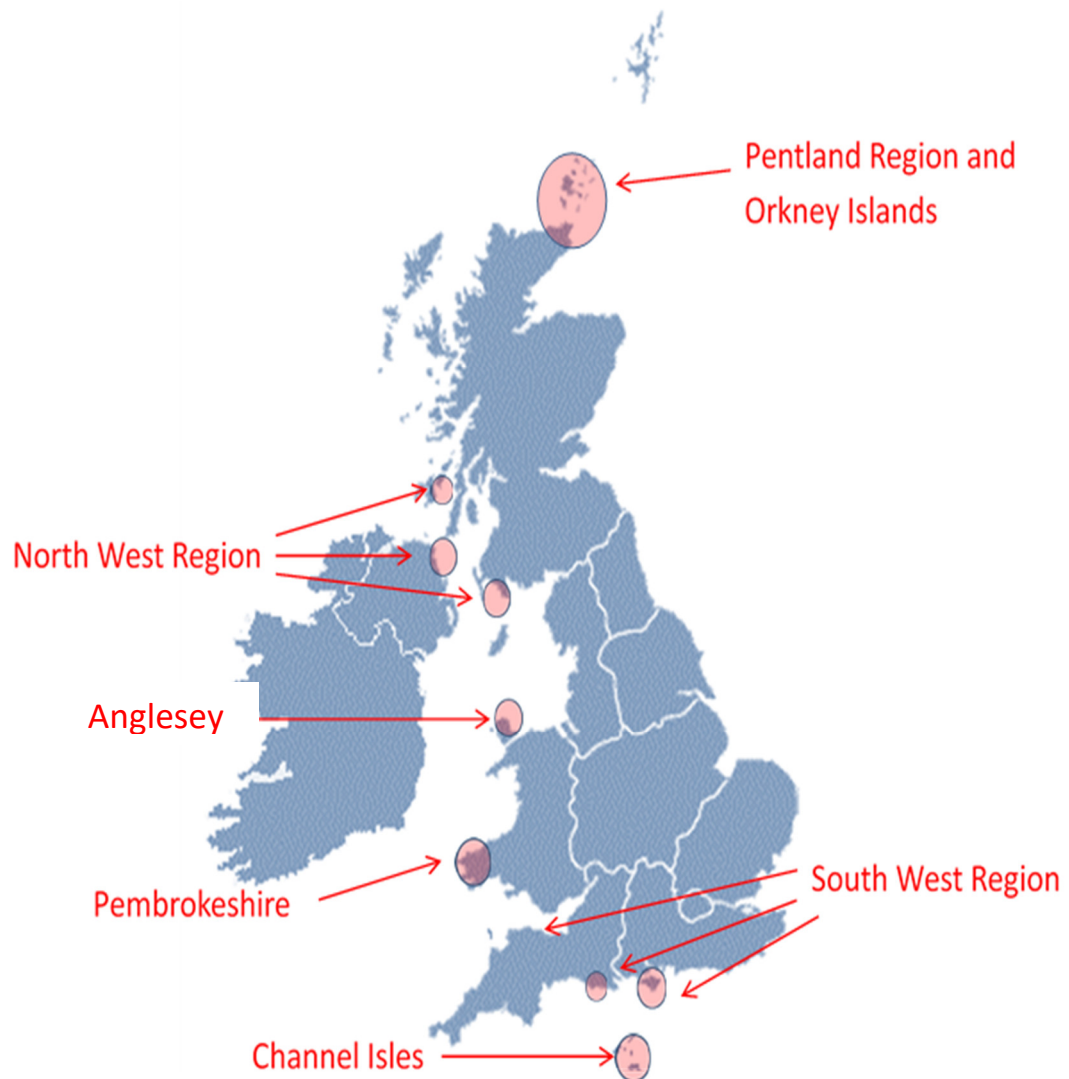 Pentland Region and
Orkney Islands
North West Region
Anglesey
Pembrokeshire
South West Region
Channel Isles